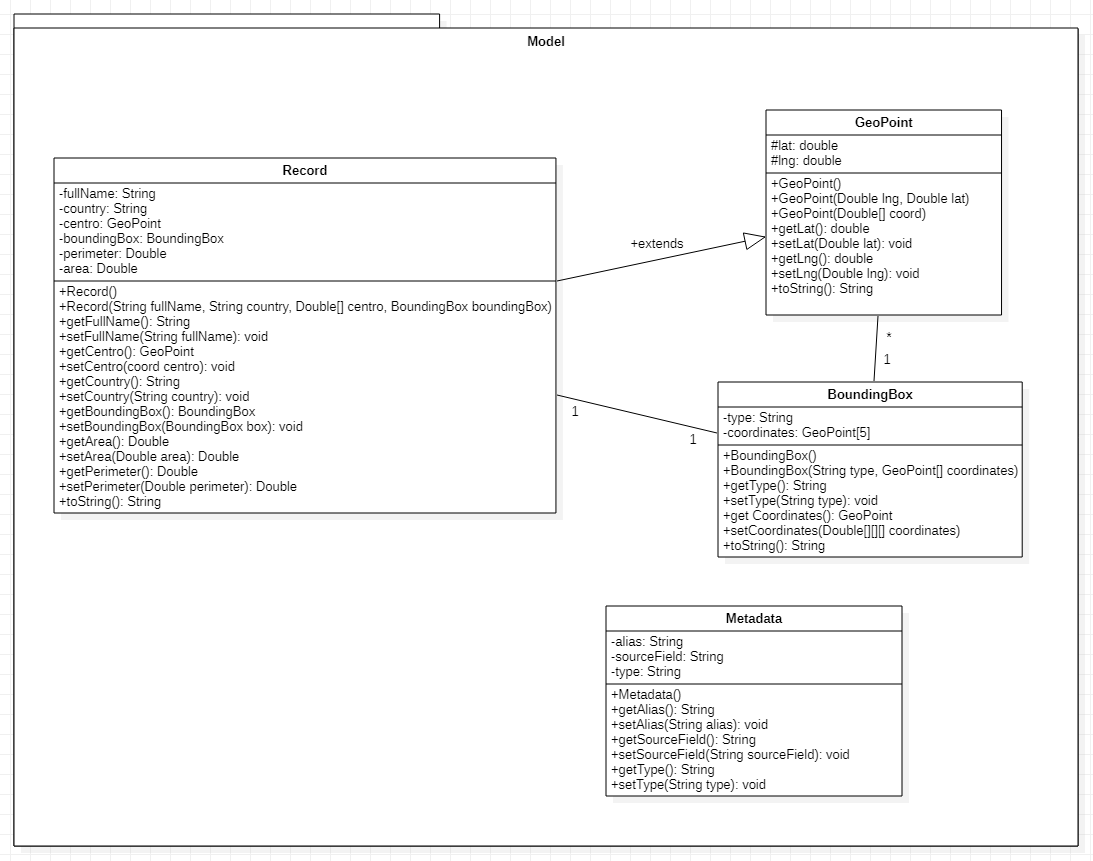 Model
Record
-fullName: String
-country: String
-centro: GeoPoint
-boundingBox: BoundingBox
-perimeter: Double
-area: Double
+Record()
+Record(String fullName, String country, Double[] centro, BoundingBox boundingBox)
+getFullName(): String
+setFullName(String fullName): void
+getCentro(): GeoPoint
+setCentro(coord centro): void
+getCountry(): String
+setCountry(String country): void
+getBoundingBox(): BoundingBox
+setBoundingBox(BoundingBox box): void
+getArea(): Double
+setArea(Double area): Double
+getPerimeter(): Double
+setPerimeter(Double perimeter): Double
+toString(): String
+extends
GeoPoint
#lat: double
#lng: double
+GeoPoint()
+GeoPoint(Double lng, Double lat)
+GeoPoint(Double[] coord)
+getLat(): double
+setLat(Double lat): void
+getLng(): double
+setLng(Double lng): void
+toString(): String
*
1
1
1
BoundingBox
-type: String
-coordinates: GeoPoint[5]
+BoundingBox()
+BoundingBox(String type, GeoPoint[] coordinates)
+getType(): String
+setType(String type): void
+get Coordinates(): GeoPoint
+setCoordinates(Double[][][] coordinates)
+toString(): String
Metadata
-alias: String
-sourceField: String
-type: String
+Metadata()
+getAlias(): String
+setAlias(String alias): void
+getSourceField(): String
+setSourceField(String sourceField): void
+getType(): String
+setType(String type): void